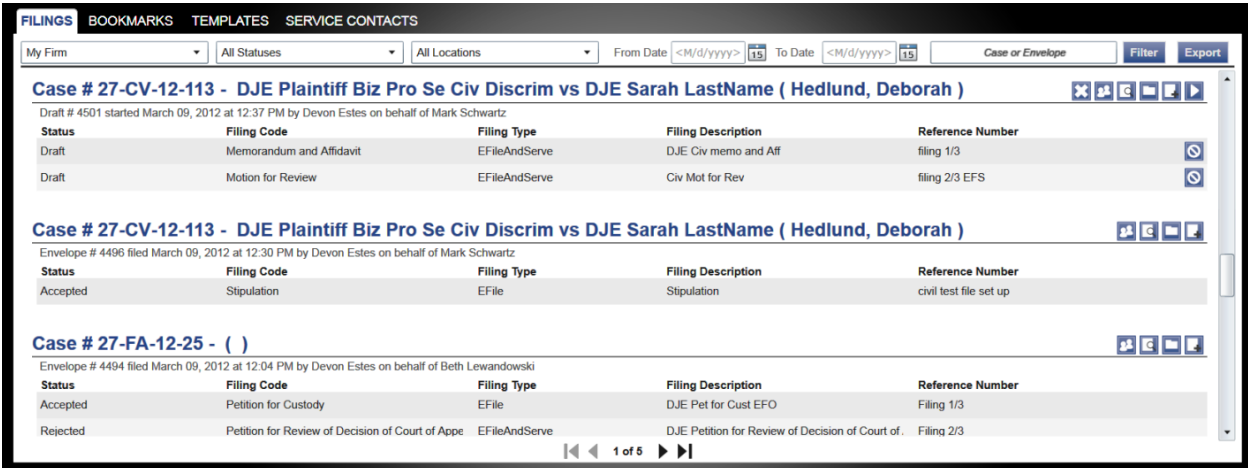 FILINGS BOOKMARKS TEMPLATES SERVICE CONTACTS
My Firm All Statuses All Locations From Date <M/d/yyyy> 15 To Date <M/d/yyyy> 15 Case or Envelope Filter Export
Case # 27-CV-12-113 - DJE Plaintiff Biz Pro Se Civ Discrim vs DJE Sarah LastName ( Hedlund, Deborah )
Draft # 4501 started March 09, 2012 at 12:37 PM by Devon Estes on behalf of Mark Schwartz
Status Filing Code Filing Type Filing Description Reference Number
Draft Memorandum and Affidavit EFileAndServe DJE Civ memo and Aff filing 1/3
Draft Motion for Review EFileAndServe Civ Mot for Rev filing 2/3 EFS
Case # 27-CV-12-113 - DJE Plaintiff Biz Pro Se Civ Discrim vs DJE Sarah LastName ( Hedlund, Deborah )
Envelope # 4496 filed March 09, 2012 at 12:30 PM by Devon Estes on behalf of Mark Schwartz
Status Filing Code Filing Type Filing Description Reference Number
Accepted Stipulation EFile Stipulation civil test file set up
Case # 27-FA-12-25 - ( )
Envelope # 4494 filed March 09, 2012 at 12:04 PM by Devon Estes on behalf of Beth Lewandowski
Status Filing Code Filing Type Filing Description Reference Number
Accepted Petition for Custody EFile DJE Pet for Cust EFO Filing 1/3
Rejected Petition for Review of Decision of Court of Appe EFileAndServe DJE Petition for Review of Decision of Court of . Filing 2/3
1 of 5